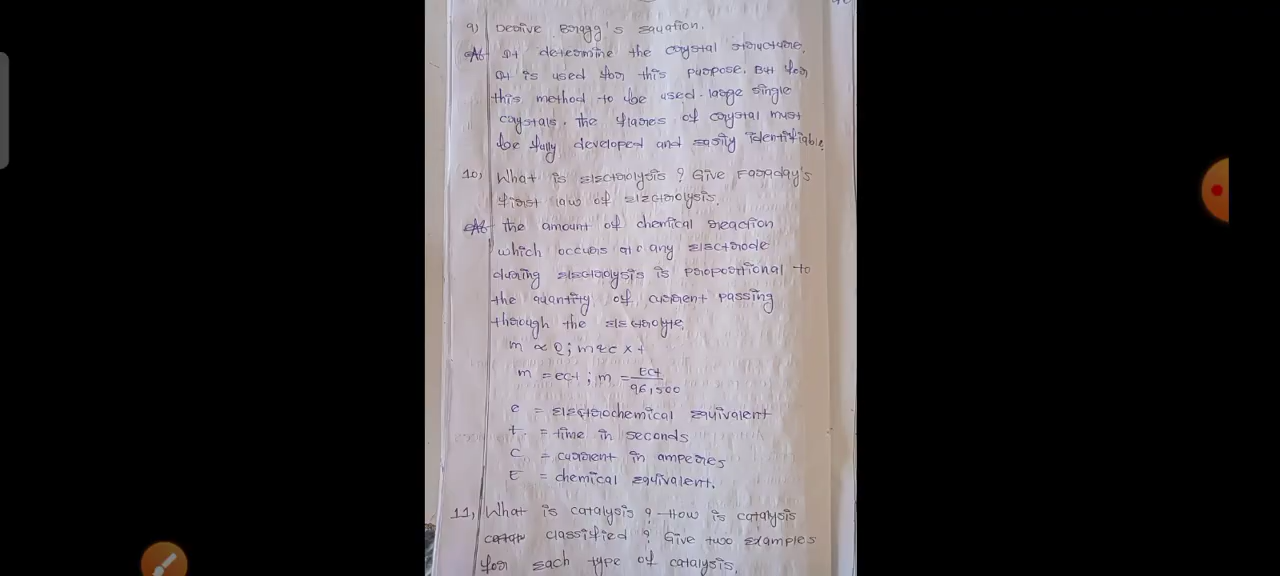 9) Derive Bragg's Equation.
A) It determine the crystal structure.
It is used for this purpose. But for
this method to be used large single
crystals. the planes of crystal must
be fully developed and easily identifiable.
10, What is Electrolysis? Give Faraday's
first law of Electrolysis.
A) the amount of chemical reaction
which occurs at any Electrode
during Electrolysis is proportional to
the quantity of current passing
through the Electrolyte.
m ∝ Q; m ∝ c x t
m = ect ; m = ECt
96,500
e = Electrochemical Equivalent
t = time in seconds
C = current in amperes
E = chemical Equivalent.
11, What is catalysis? How is catalysis
classified? Give two Examples
for each type of catalysis.